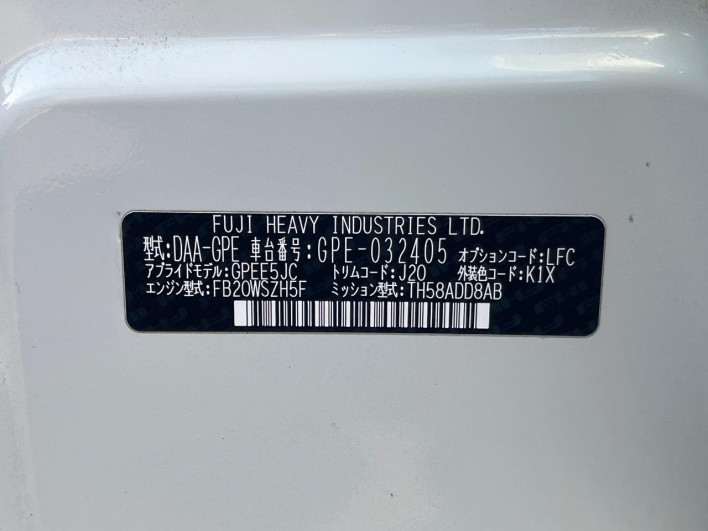 FUJI HEAVY INDUSTRIES LTD.
型式:DAA-GPE 車台番号:GPE-032405 オプションコード:LFC
アプライドモデル:GPEE5JC トリムコード:J20 外装色コード:K1X
エンジン型式:FB20WSZH5F ミッション型式:TH58ADD8AB